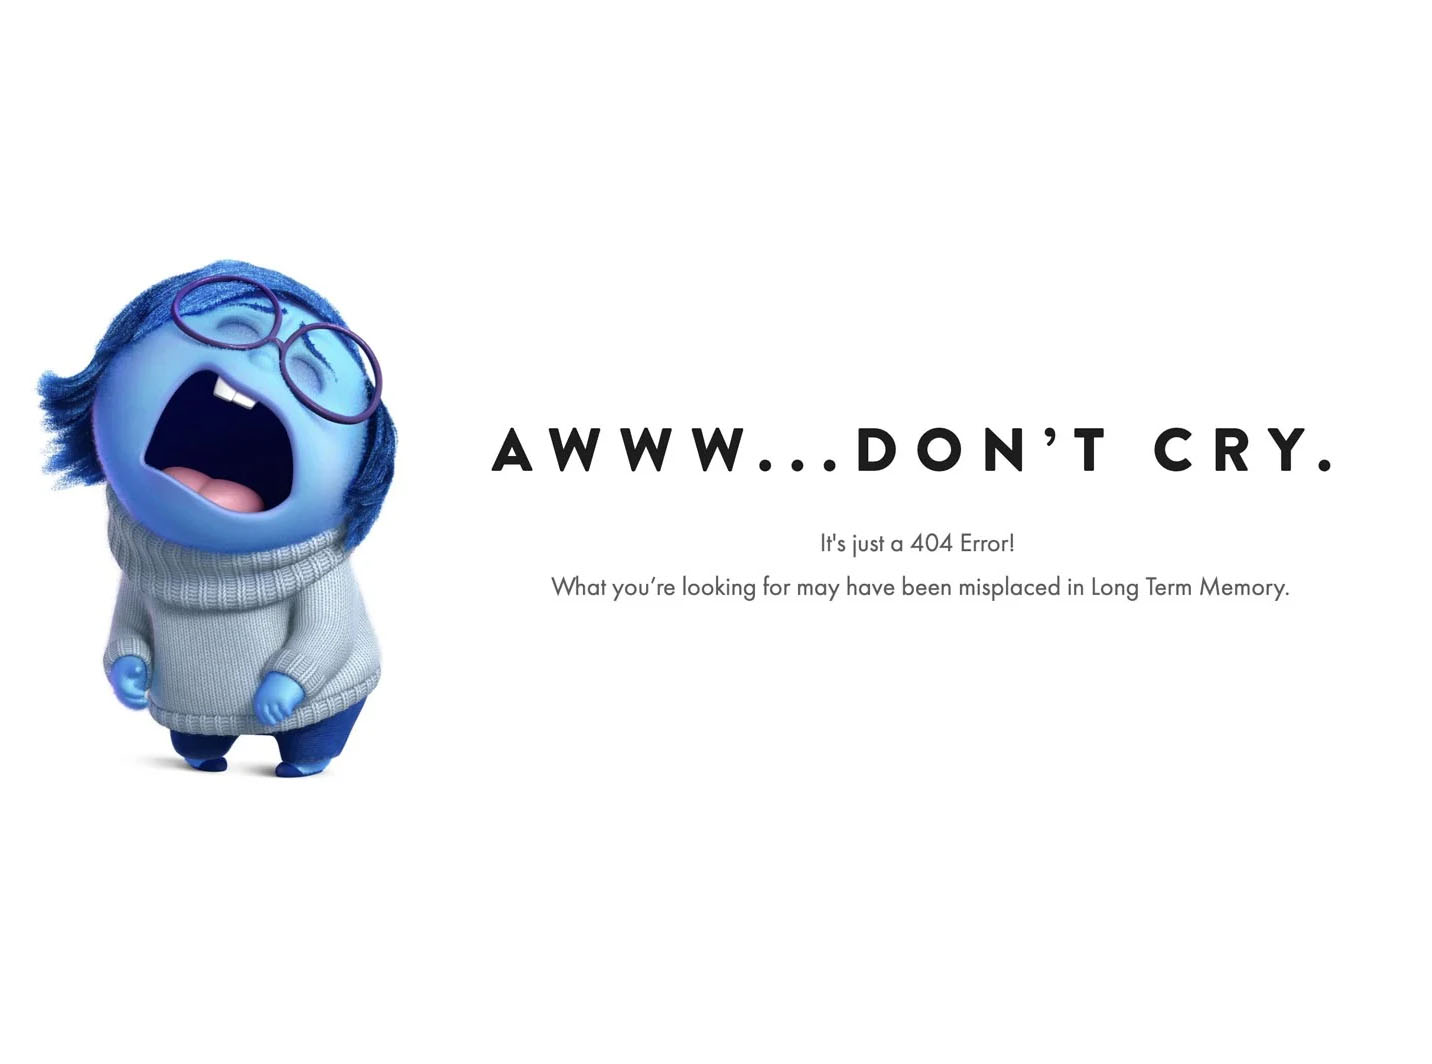 AWWW...DON’T CRY.
It's just a 404 Error!
What you’re looking for may have been misplaced in Long Term Memory.